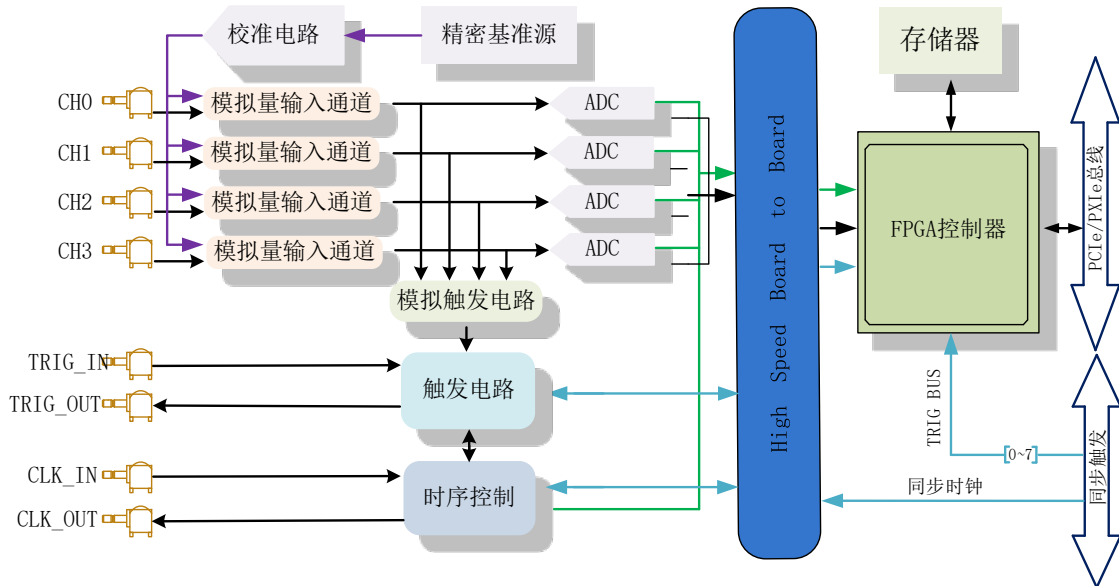 校准电路
精密基准源
存储器
CH0
模拟量输入通道
ADC
CH1
模拟量输入通道
ADC
CH2
模拟量输入通道
ADC
CH3
模拟量输入通道
ADC
High Speed Board to Board
FPGA控制器
PCIe/PXIe总线
模拟触发电路
TRIG_IN
TRIG_OUT
触发电路
TRIG BUS
[0~7]
同步触发
CLK_IN
CLK_OUT
时序控制
同步时钟